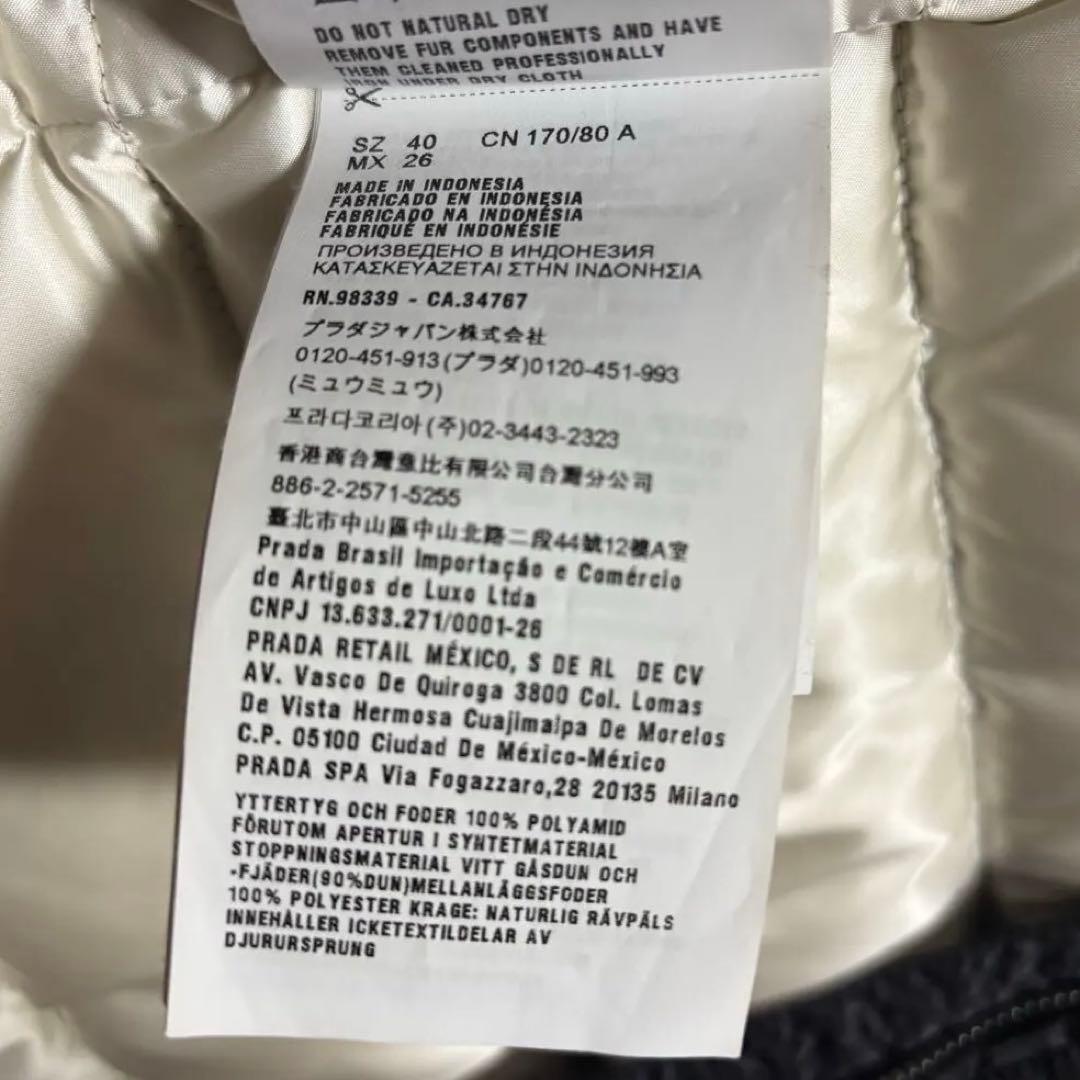 DO NOT NATURAL DRY
REMOVE FUR COMPONENTS AND HAVE
THEM CLEANED PROFESSIONALLY
IRON UNDER DRY CLOTH
SZ 40 CN 170/80 A
MX 26
MADE IN INDONESIA
FABRICADO EN INDONESIA
FABRICADO NA INDONÉSIA
FABRIQUÉ EN INDONÉSIE
ПРОИЗВЕДЕНО В ИНДОНЕЗИЯ
ΚΑΤΑΣΚΕΥΑΖΕΤΑΙ ΣΤΗΝ ΙΝΔΟΝΗΣΙΑ
RN.98339 - CA.34767
プラダジャパン株式会社
0120-451-913(プラダ)0120-451-993
(ミュウミュウ)
프라다코리아(주)02-3443-2323
香港商台灣壹比有限公司台灣分公司
886-2-2571-5255
臺北市中山區中山北路二段44號12樓A室
Prada Brasil Importação e Comércio
de Artigos de Luxo Ltda
CNPJ 13.633.271/0001-26
PRADA RETAIL MÉXICO, S DE RL DE CV
AV. Vasco De Quiroga 3800 Col. Lomas
De Vista Hermosa Cuajimalpa De Morelos
C.P. 05100 Ciudad De México-México
PRADA SPA Via Fogazzaro,28 20135 Milano
YTTERTYG OCH FODER 100% POLYAMID
FÖRUTOM APERTUR I SYNTETMATERIAL
STOPPNINGSMATERIAL VITT GÅSDUN OCH
-FJÄDER(90%DUN)MELLANLÄGGSFODER
100% POLYESTER KRAGE: NATURLIG RÄVPÄLS
INNEHÅLLER ICKETEXTILDELAR AV
DJURURSPRUNG